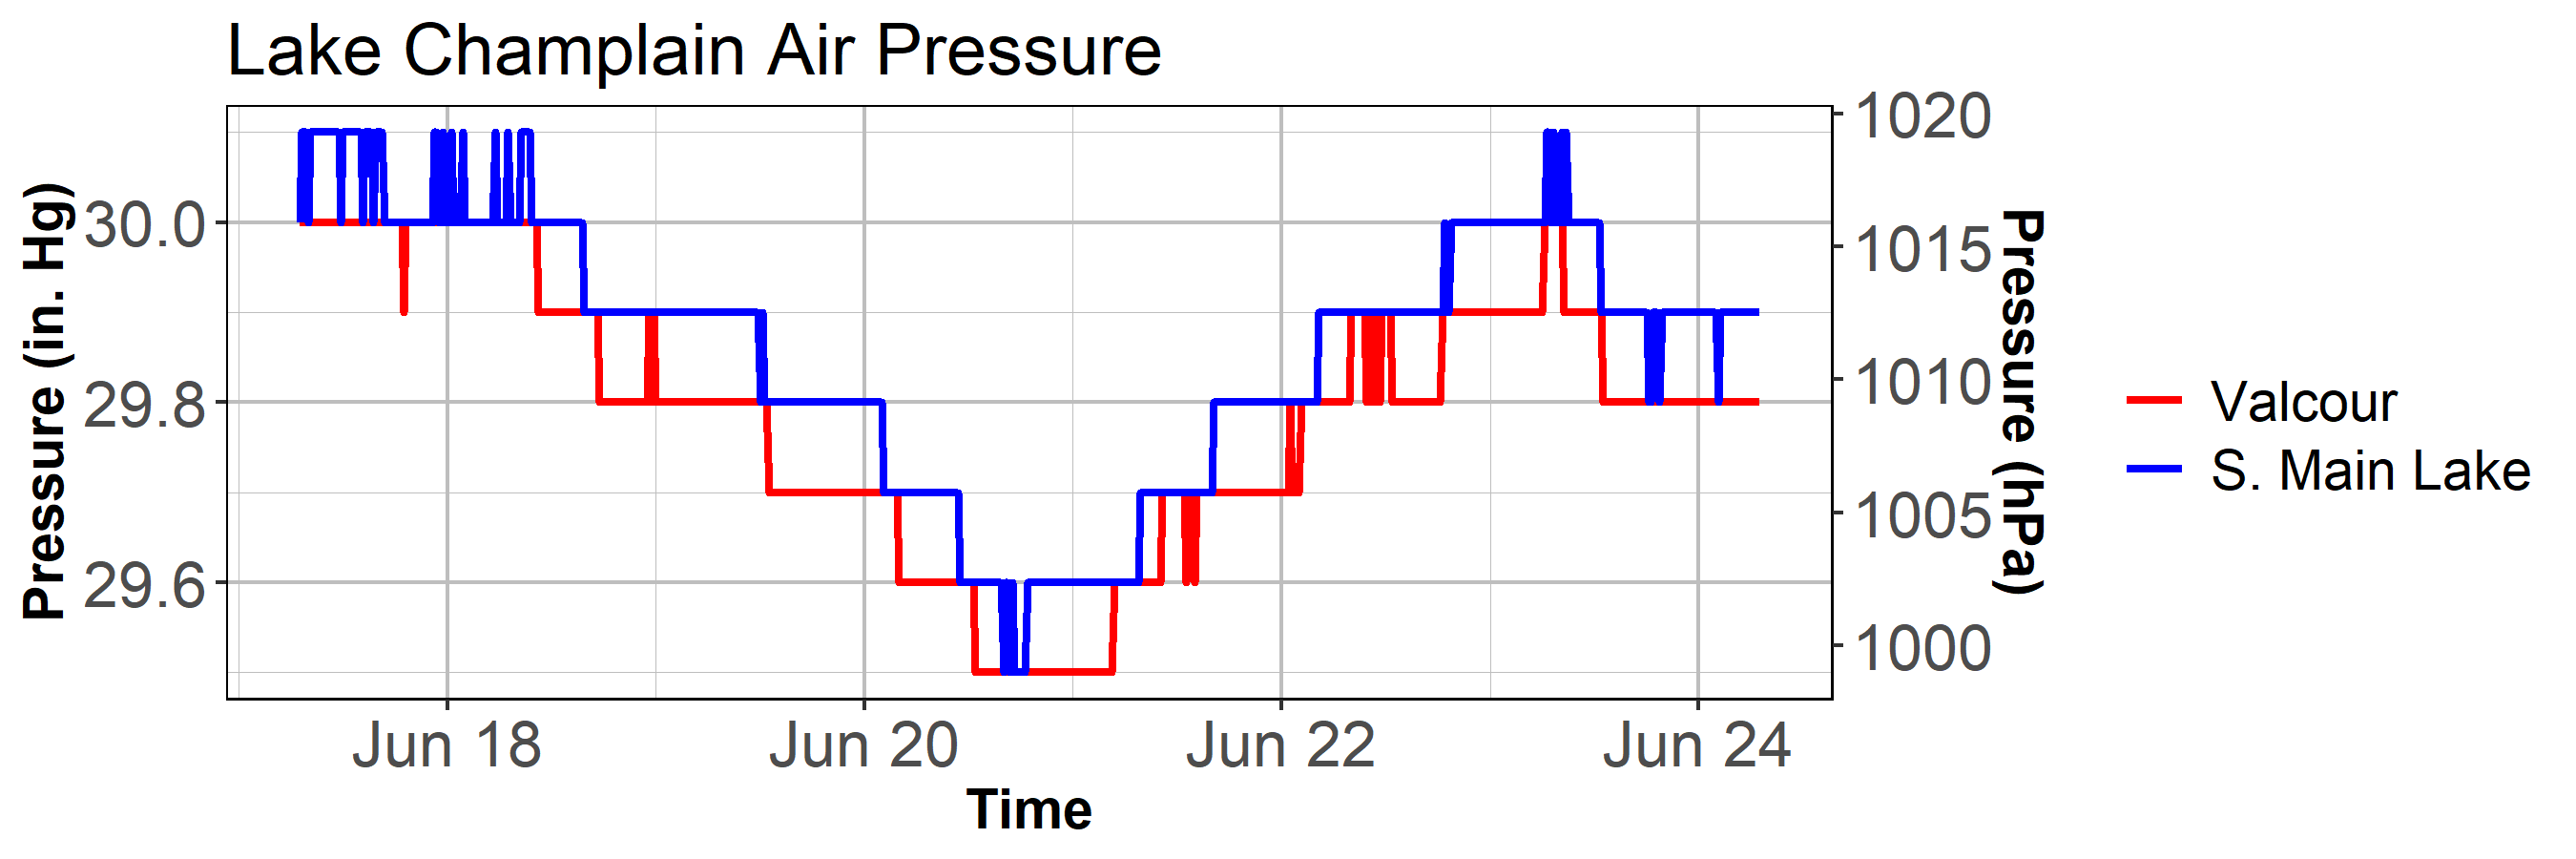 Lake Champlain Air Pressure
Pressure (in. Hg)
30.0
29.8
29.6
1020
1015
1010
1005
1000
Pressure (hPa)
Jun 18
Jun 20
Jun 22
Jun 24
Time
Valcour
S. Main Lake